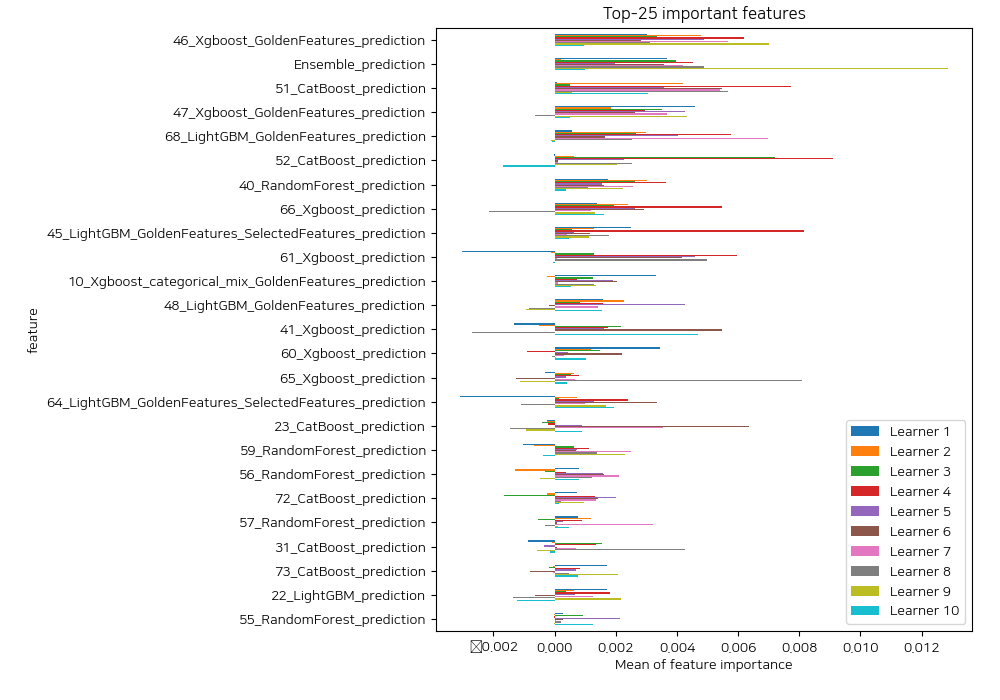 Top-25 important features
46_Xgboost_GoldenFeatures_prediction
Ensemble_prediction
51_CatBoost_prediction
47_Xgboost_GoldenFeatures_prediction
68_LightGBM_GoldenFeatures_prediction
52_CatBoost_prediction
40_RandomForest_prediction
66_Xgboost_prediction
45_LightGBM_GoldenFeatures_SelectedFeatures_prediction
61_Xgboost_prediction
10_Xgboost_categorical_mix_GoldenFeatures_prediction
48_LightGBM_GoldenFeatures_prediction
41_Xgboost_prediction
60_Xgboost_prediction
65_Xgboost_prediction
64_LightGBM_GoldenFeatures_SelectedFeatures_prediction
23_CatBoost_prediction
59_RandomForest_prediction
56_RandomForest_prediction
72_CatBoost_prediction
57_RandomForest_prediction
31_CatBoost_prediction
73_CatBoost_prediction
22_LightGBM_prediction
55_RandomForest_prediction
feature
Learner 1
Learner 2
Learner 3
Learner 4
Learner 5
Learner 6
Learner 7
Learner 8
Learner 9
Learner 10
0.002 0.000 0.002 0.004 0.006 0.008 0.010 0.012
Mean of feature importance